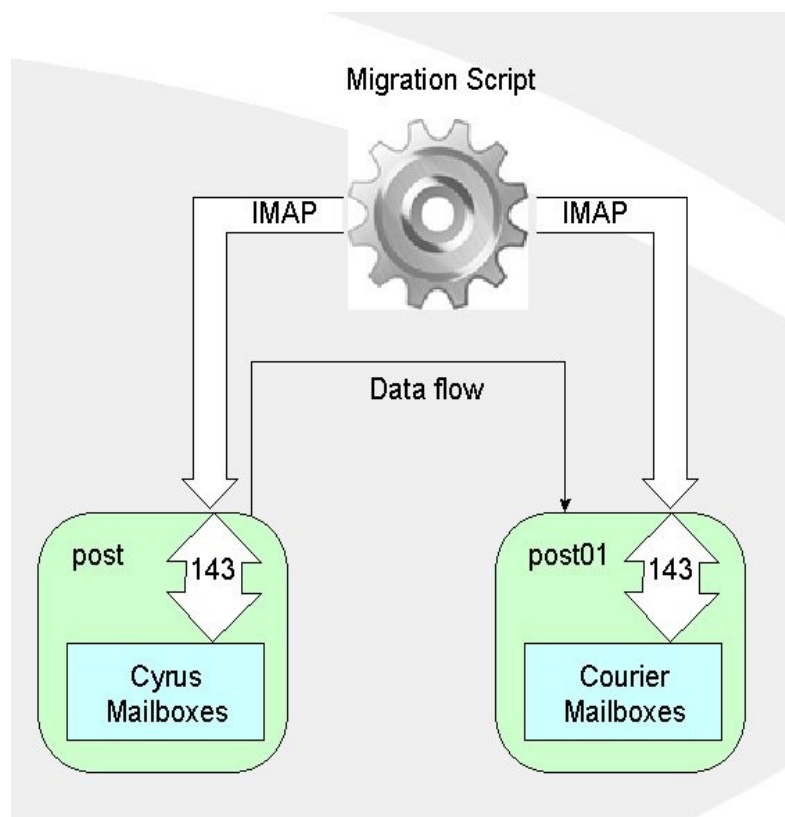 Migration Script
IMAP
IMAP
Data flow
post
143
post01
143
Cyrus
Mailboxes
Courier
Mailboxes